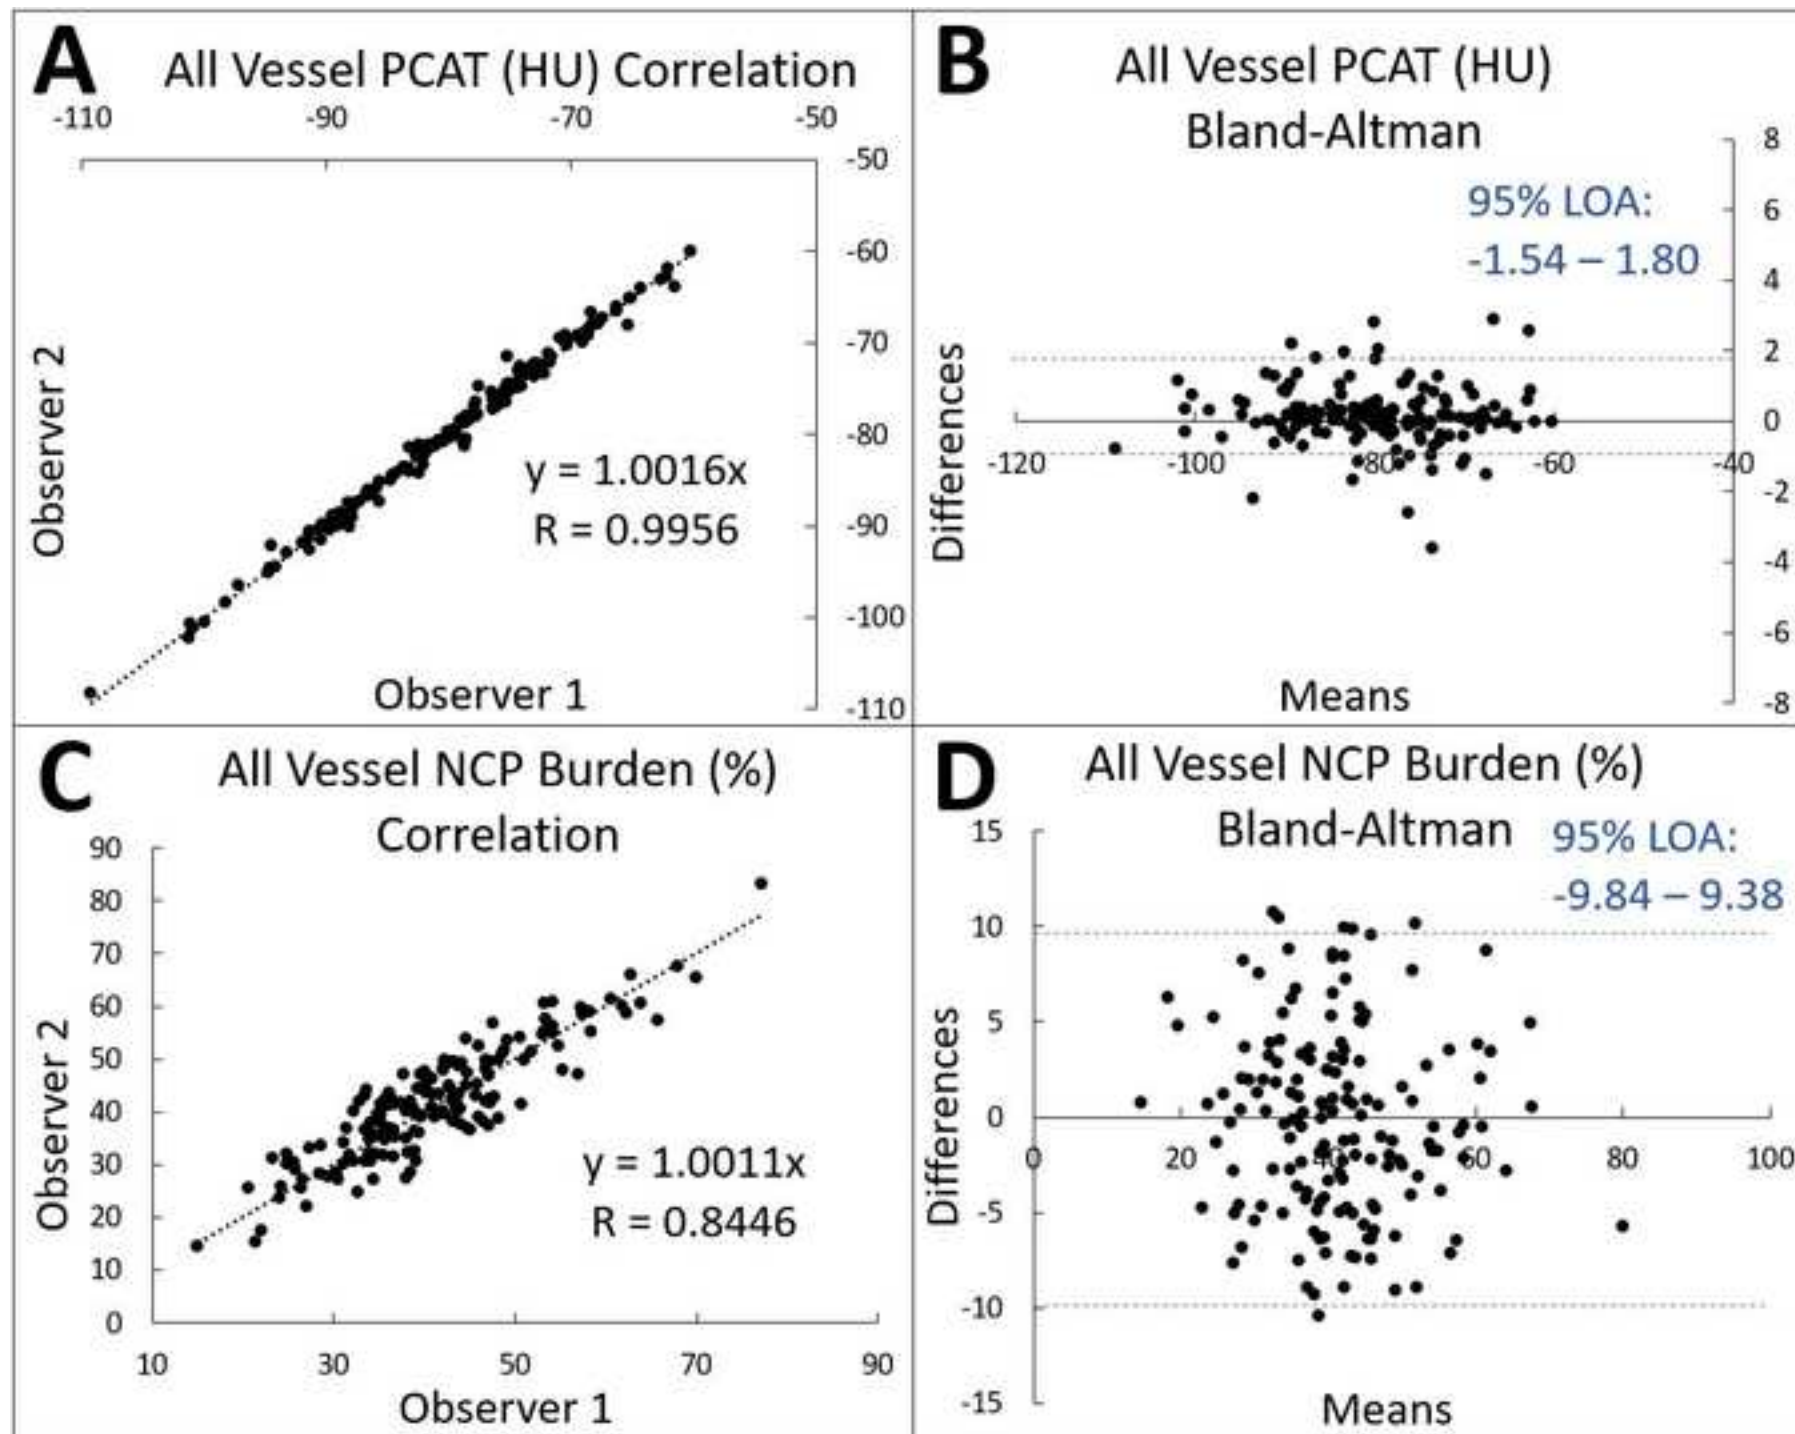 A
All Vessel PCAT (HU) Correlation
-110 -90 -70 -50
-50
-60
-70
-80
-90
-100
-110
Observer 2
y = 1.0016x
R = 0.9956
Observer 1
B
All Vessel PCAT (HU)
Bland-Altman
95% LOA:
-1.54 – 1.80
8
6
4
2
0
-2
-4
-6
-8
Differences
-120 -100 -80 -60 -40
Means
C
All Vessel NCP Burden (%)
Correlation
90
80
70
60
50
40
30
20
10
0
Observer 2
y = 1.0011x
R = 0.8446
10 30 50 70 90
Observer 1
D
All Vessel NCP Burden (%)
Bland-Altman
95% LOA:
-9.84 – 9.38
15
10
5
0
-5
-10
-15
Differences
0 20 40 60 80 100
Means